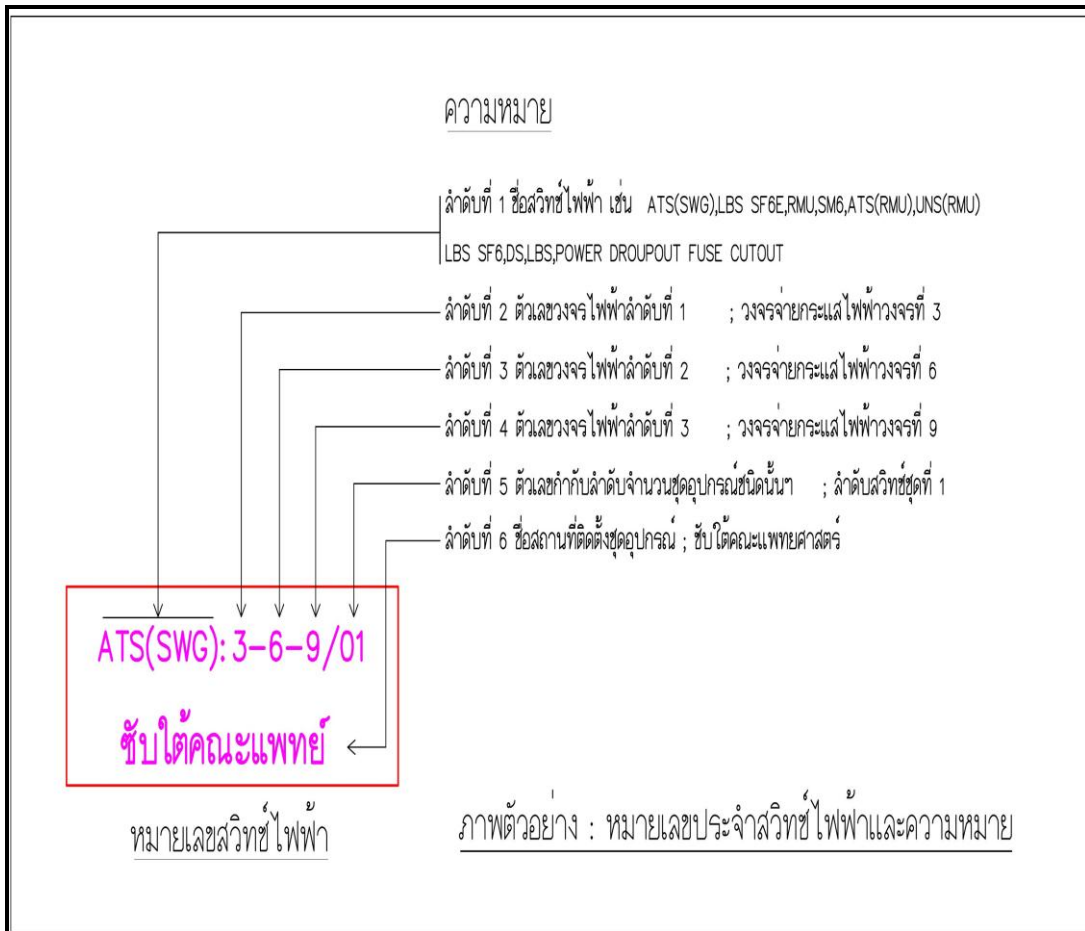 ความหมาย
ลำดับที่ 1 ชื่อสวิทช์ไฟฟ้า เช่น ATS(SWG),LBS SF6E,RMU,SM6,ATS(RMU),UNS(RMU)
LBS SF6,DS,LBS,POWER DROUPOUT FUSE CUTOUT
ลำดับที่ 2 ตัวเลขวงจรไฟฟ้าลำดับที่ 1 ; วงจรจ่ายกระแสไฟฟ้าวงจรที่ 3
ลำดับที่ 3 ตัวเลขวงจรไฟฟ้าลำดับที่ 2 ; วงจรจ่ายกระแสไฟฟ้าวงจรที่ 6
ลำดับที่ 4 ตัวเลขวงจรไฟฟ้าลำดับที่ 3 ; วงจรจ่ายกระแสไฟฟ้าวงจรที่ 9
ลำดับที่ 5 ตัวเลขกำกับลำดับจำนวนชุดอุปกรณ์ชนิดนั้นๆ ; ลำดับสวิทช์ชุดที่ 1
ลำดับที่ 6 ชื่อสถานที่ติดตั้งชุดอุปกรณ์ ; ซับใต้คณะแพทยศาสตร์
ATS(SWG): 3-6-9/01
ซับใต้คณะแพทย์
หมายเลขสวิทช์ไฟฟ้า
ภาพตัวอย่าง : หมายเลขประจำสวิทช์ไฟฟ้าและความหมาย